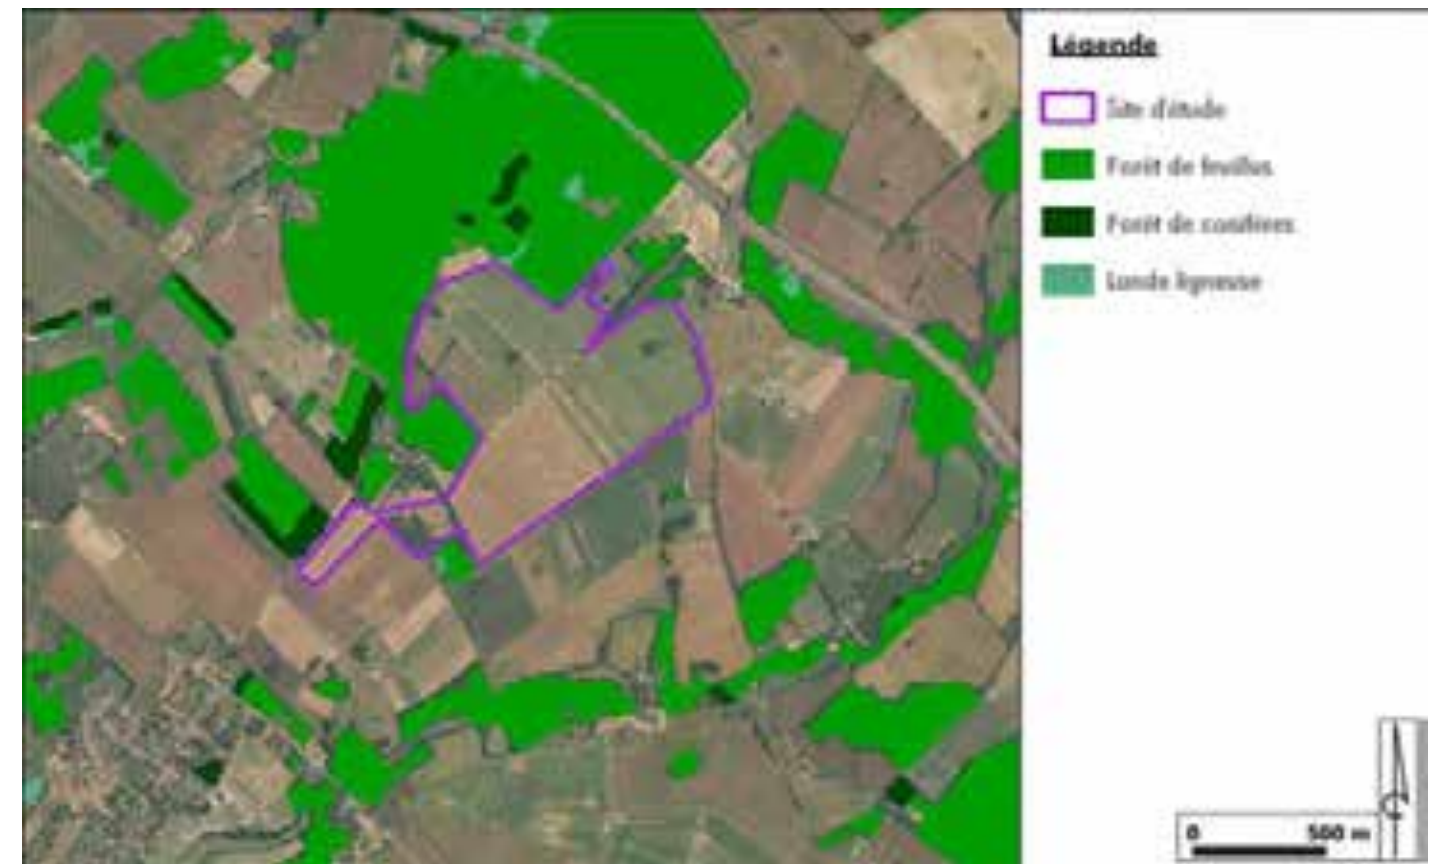 Légende
Site d'étude
Forêt de feuillus
Forêt de conifères
Lande ligneuse
0 500 m